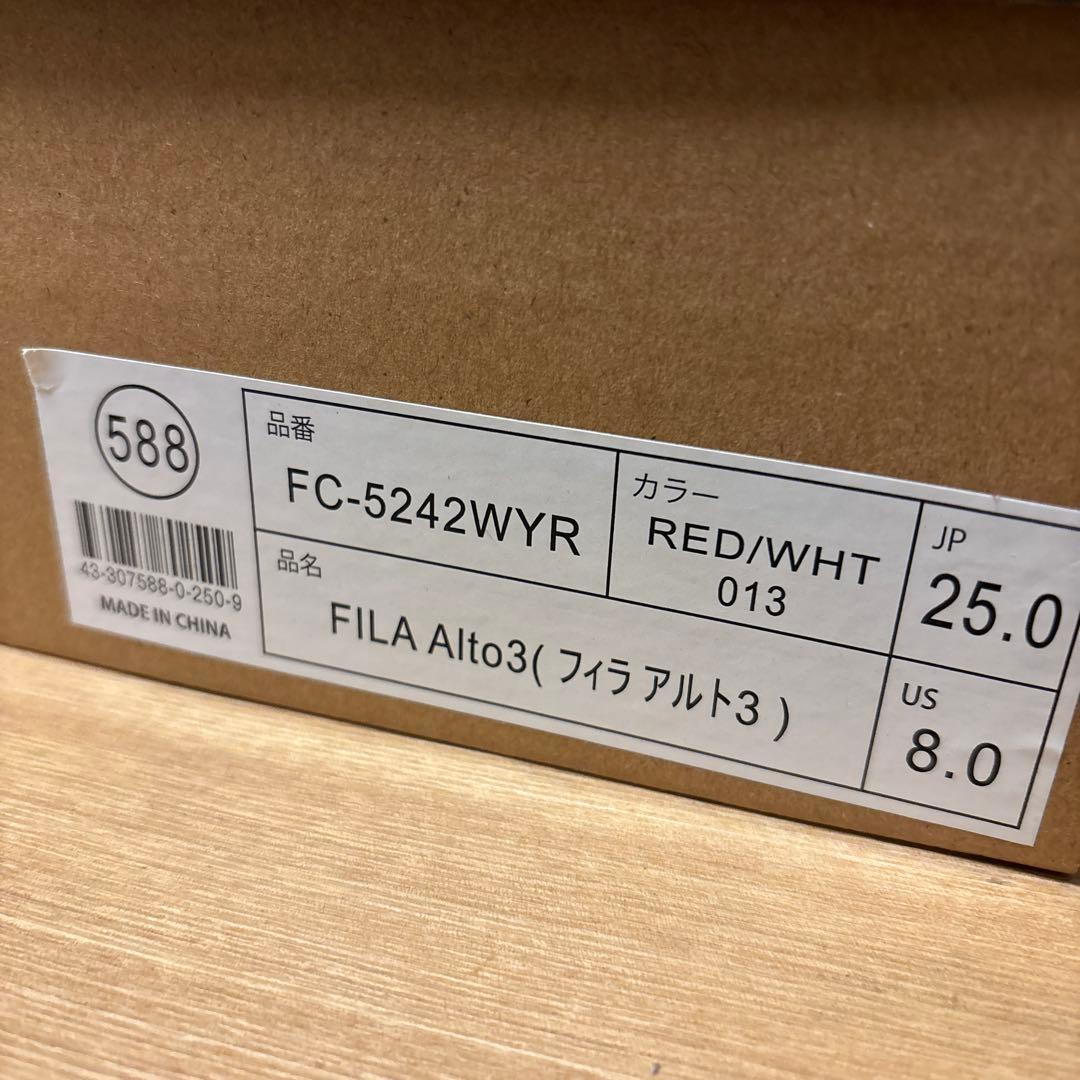 588
43-307588-0-250-9
MADE IN CHINA
品番
FC-5242WYR
カラー
RED/WHT
013
JP
25.0
品名
FILA Alto3( フィラ アルト3 )
US
8.0